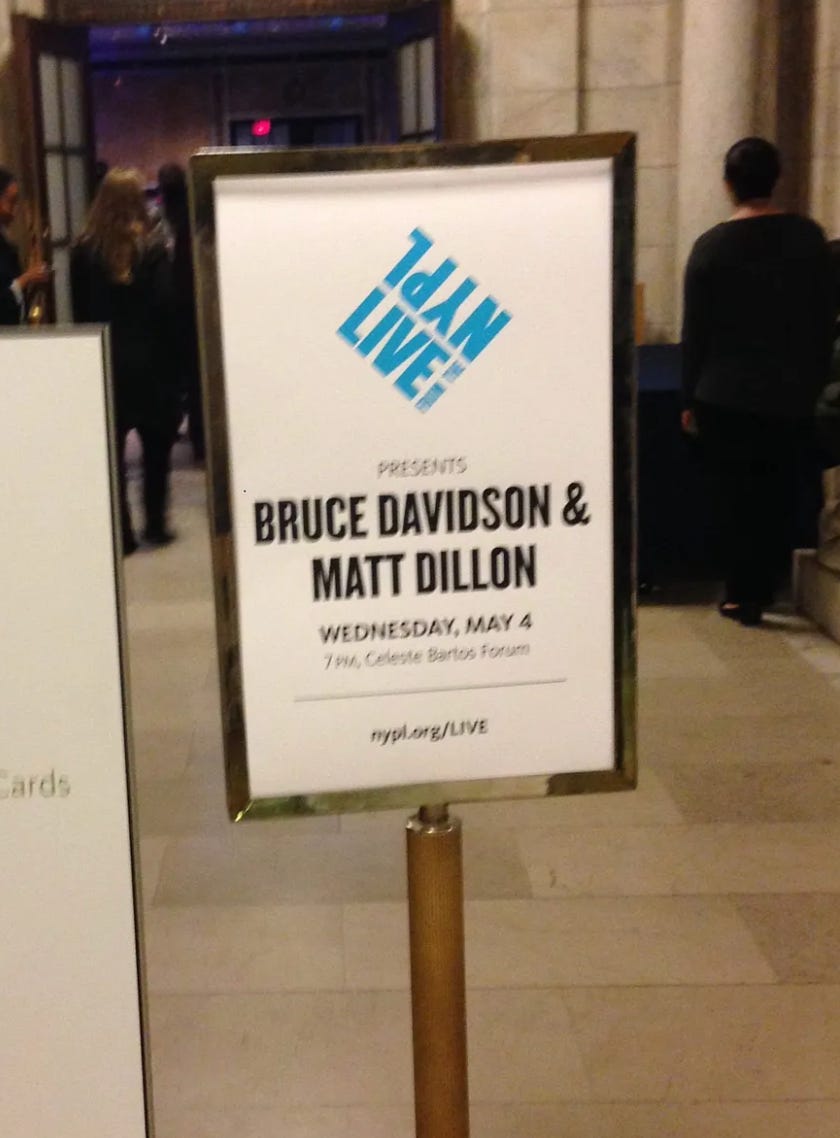 LIVE
FROM THE
NYPL
PRESENTS
BRUCE DAVIDSON &
MATT DILLON
WEDNESDAY, MAY 4
7 PM, Celeste Bartos Forum
nypl.org/LIVE
Cards